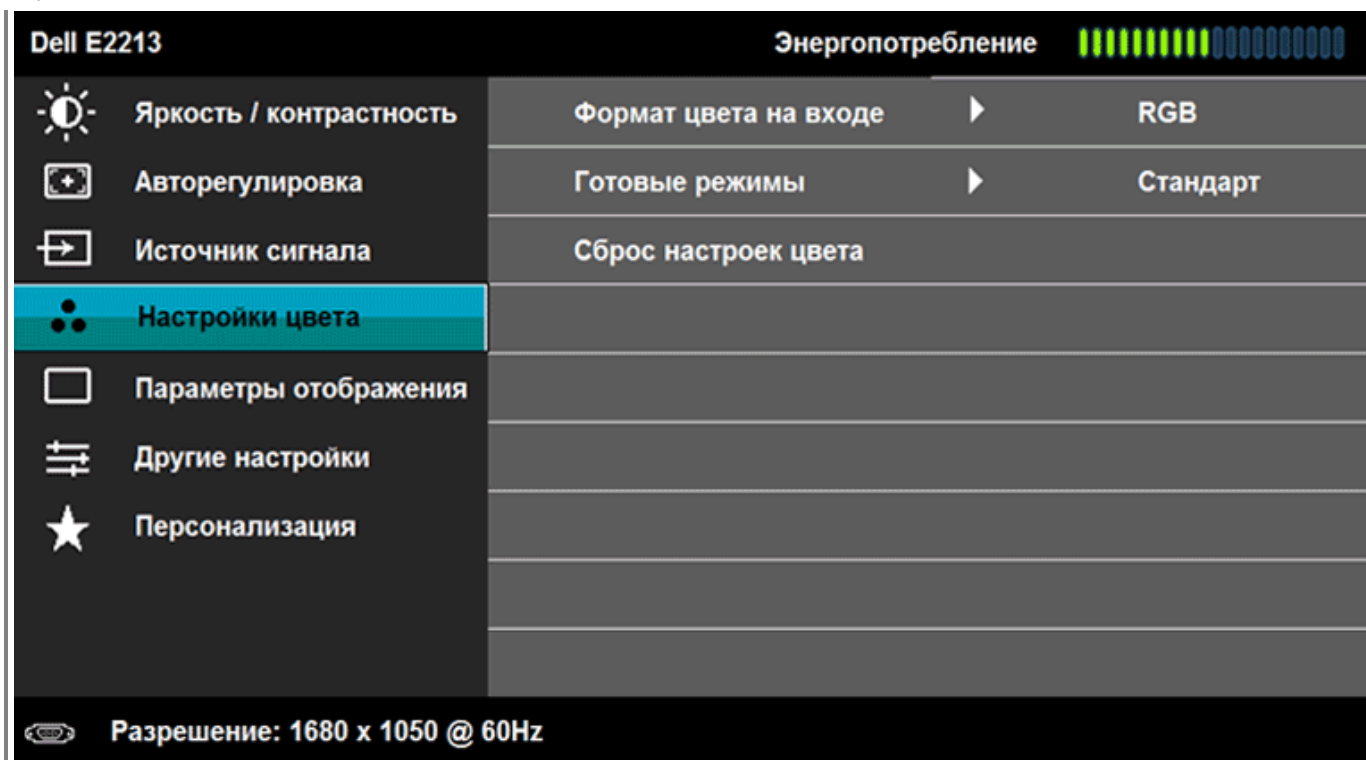 Dell E2213 Энергопотребление
Яркость / контрастность Формат цвета на входе RGB
Авторегулировка Готовые режимы Стандарт
Источник сигнала Сброс настроек цвета
Настройки цвета
Параметры отображения
Другие настройки
Персонализация
Разрешение: 1680 x 1050 @ 60Hz